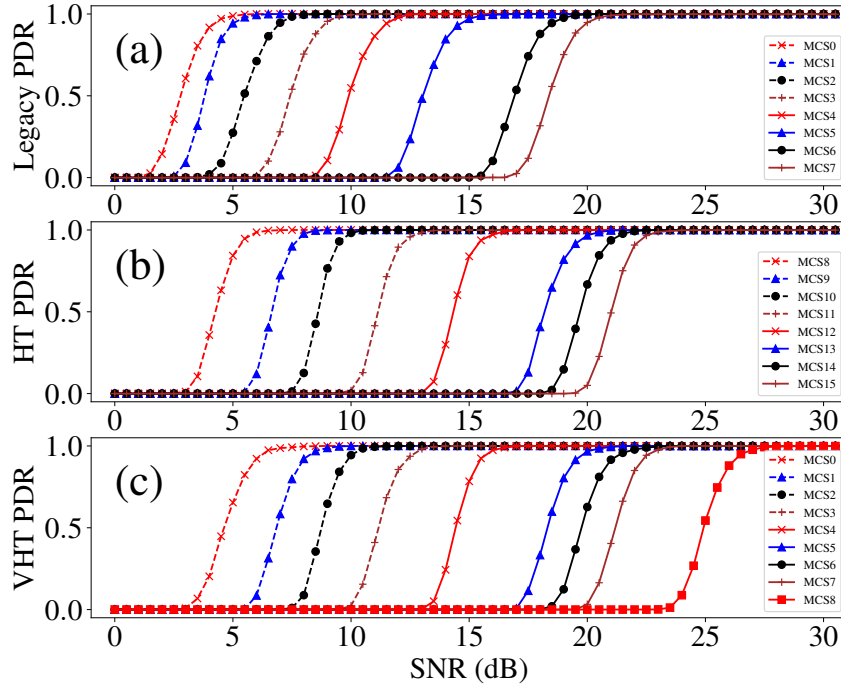 Legacy PDR
1.0
0.5
0.0
(a)
MCS0
MCS1
MCS2
MCS3
MCS4
MCS5
MCS6
MCS7
0 5 10 15 20 25 30
HT PDR
1.0
0.5
0.0
(b)
MCS8
MCS9
MCS10
MCS11
MCS12
MCS13
MCS14
MCS15
0 5 10 15 20 25 30
VHT PDR
1.0
0.5
0.0
(c)
MCS0
MCS1
MCS2
MCS3
MCS4
MCS5
MCS6
MCS7
MCS8
0 5 10 15 20 25 30
SNR (dB)